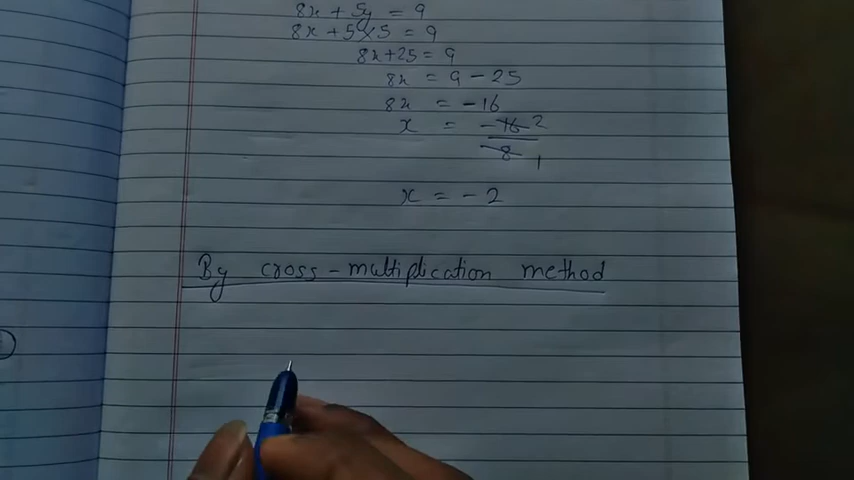 8x + 5y = 9
8x + 5×5 = 9
8x+25 = 9
8x = 9 - 25
8x = -16
x = -16 2
-8 1
x = -2
By cross-multiplication method